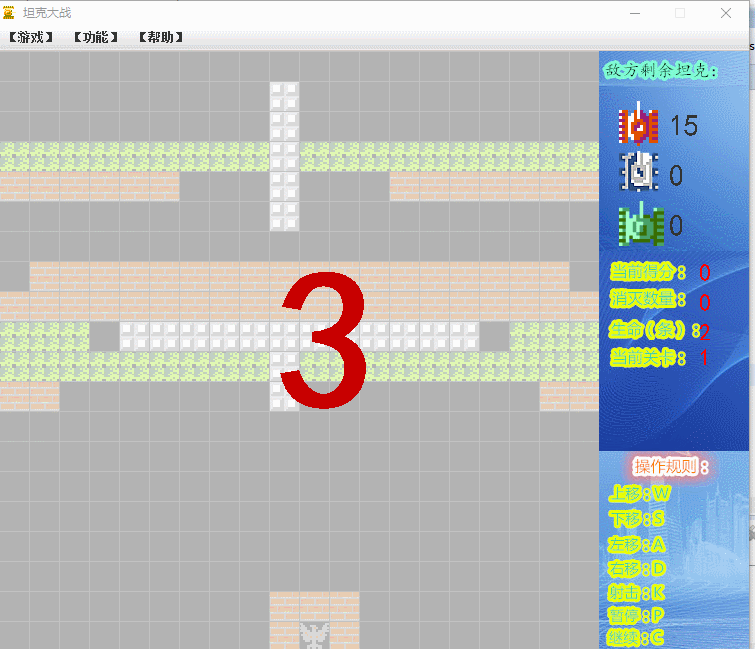 坦克大战
【游戏】 【功能】 【帮助】
敌方剩余坦克:
15
0
0
3
当前得分: 0
消灭数量: 0
生命(条): 2
当前关卡: 1
操作规则:
上移:W
下移:S
左移:A
右移:D
射击:K
暂停:P
继续:C